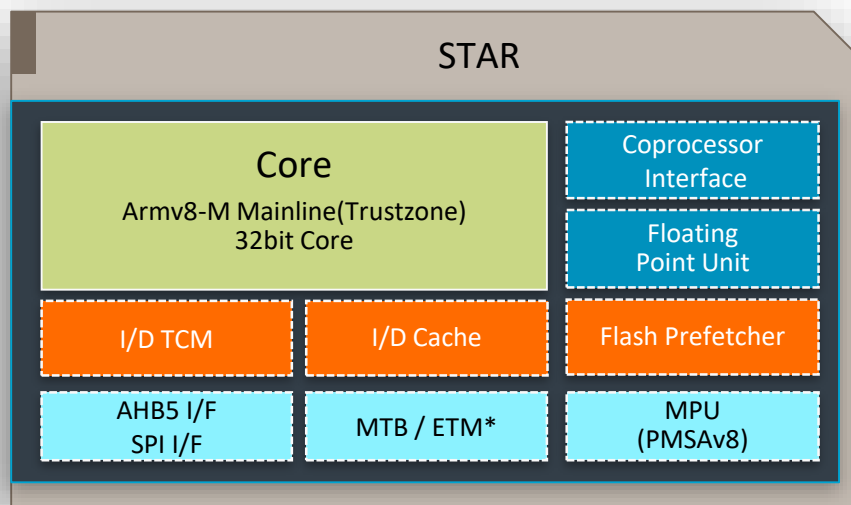 STAR
Core
Armv8-M Mainline(Trustzone)
32bit Core
Coprocessor
Interface
Floating
Point Unit
I/D TCM
I/D Cache
Flash Prefetcher
AHB5 I/F
SPI I/F
MTB / ETM*
MPU
(PMSAv8)